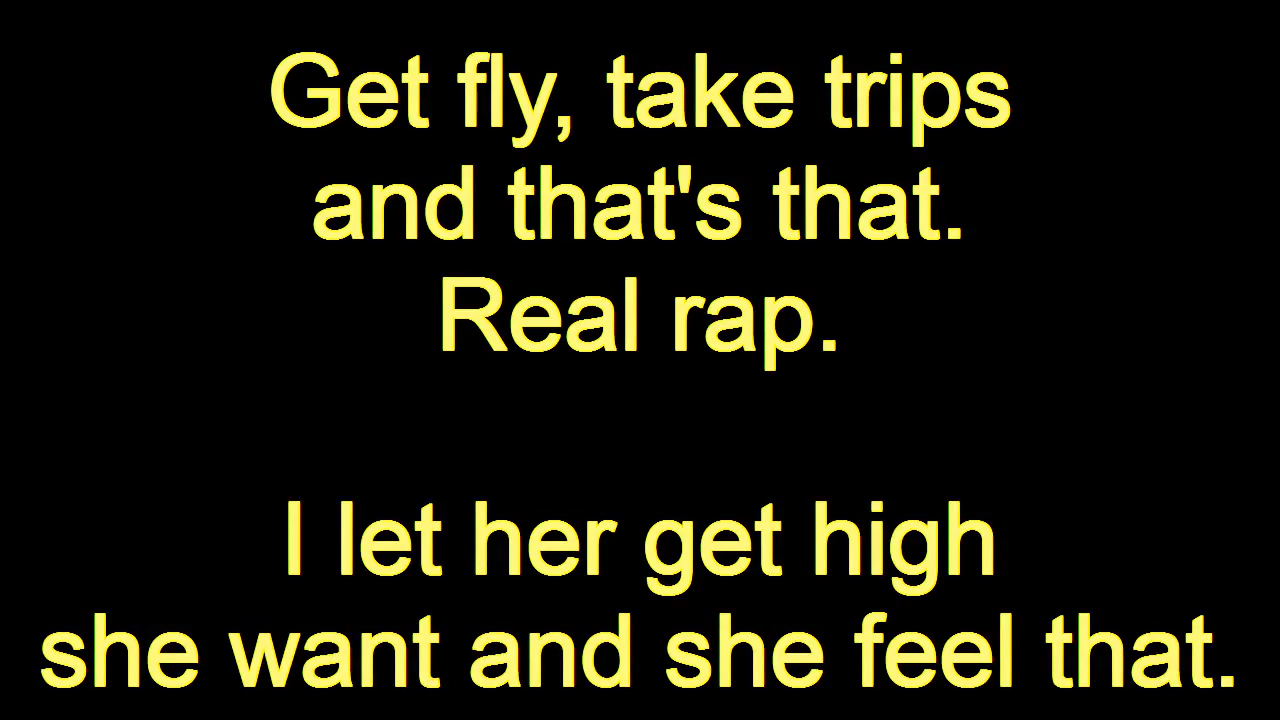 Get fly, take trips
and that's that.
Real rap.
I let her get high
she want and she feel that.